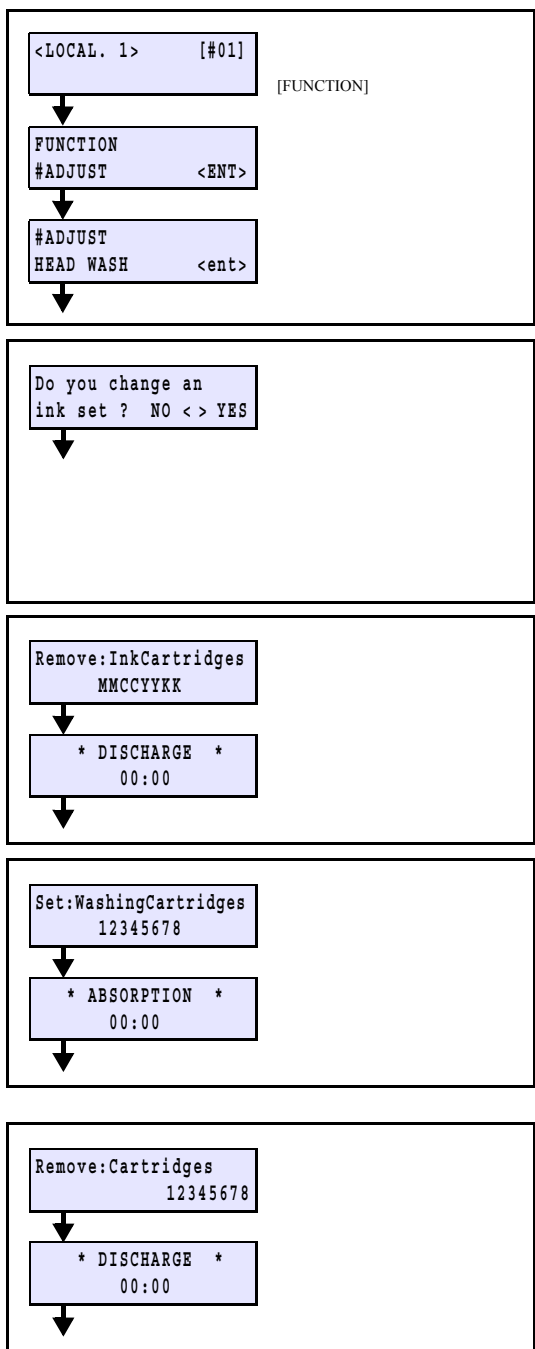 <LOCAL. 1> [#01]
[FUNCTION]
FUNCTION
#ADJUST <ENT>
#ADJUST
HEAD WASH <ent>
Do you change an
ink set ? NO < > YES
Remove:InkCartridges
MMCCYYKK
* DISCHARGE *
00:00
Set:WashingCartridges
12345678
* ABSORPTION *
00:00
Remove:Cartridges
12345678
* DISCHARGE *
00:00